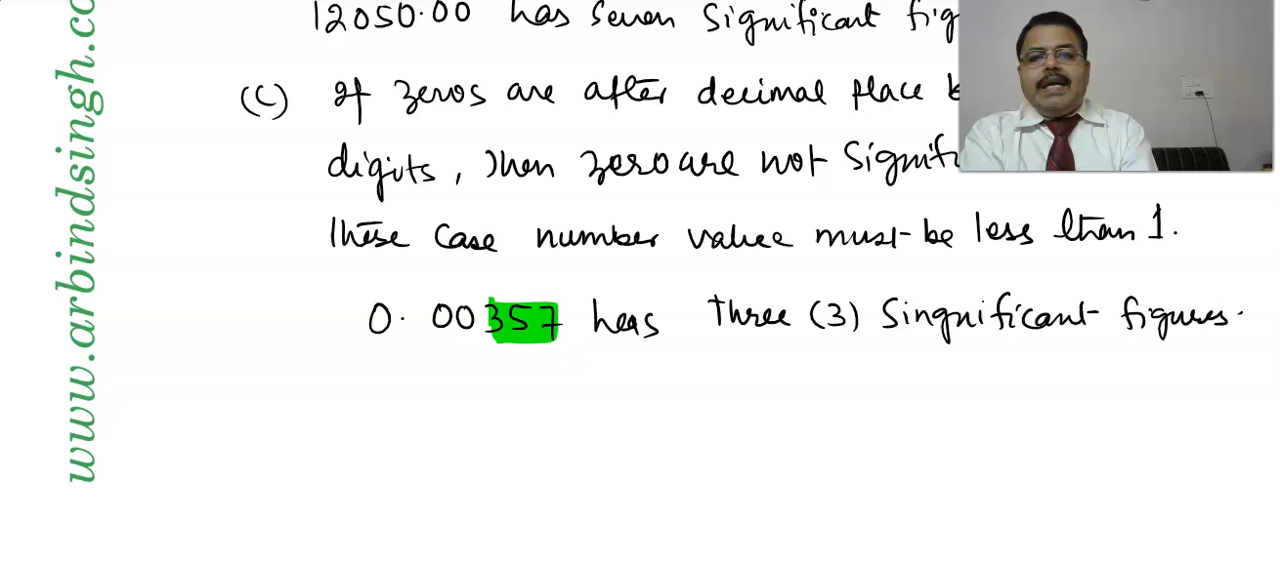 12050.00 has seven significant fig
(C) If zeros are after decimal place b
digits, then zero are not signifi
these case number value must be less than 1.
0.00357 has three (3) Singnificant figures.
www.arbindsingh.co